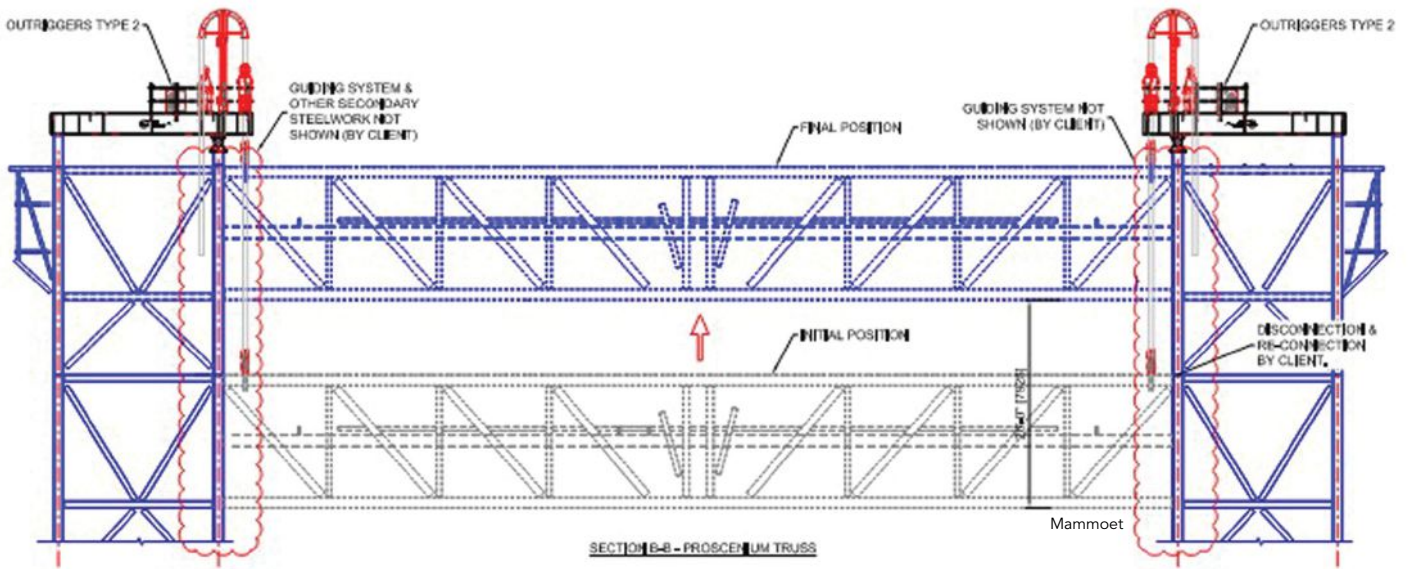 OUTRIGGERS TYPE 2
OUTRIGGERS TYPE 2
GUIDING SYSTEM &
OTHER SECONDARY
STEELWORK NOT
SHOWN (BY CLIENT)
GUIDING SYSTEM NOT
SHOWN (BY CLIENT)
FINAL POSITION
INITIAL POSITION
DISCONNECTION &
RE-CONNECTION
BY CLIENT.
Mammoet
SECTION B-B - PROSCENIUM TRUSS